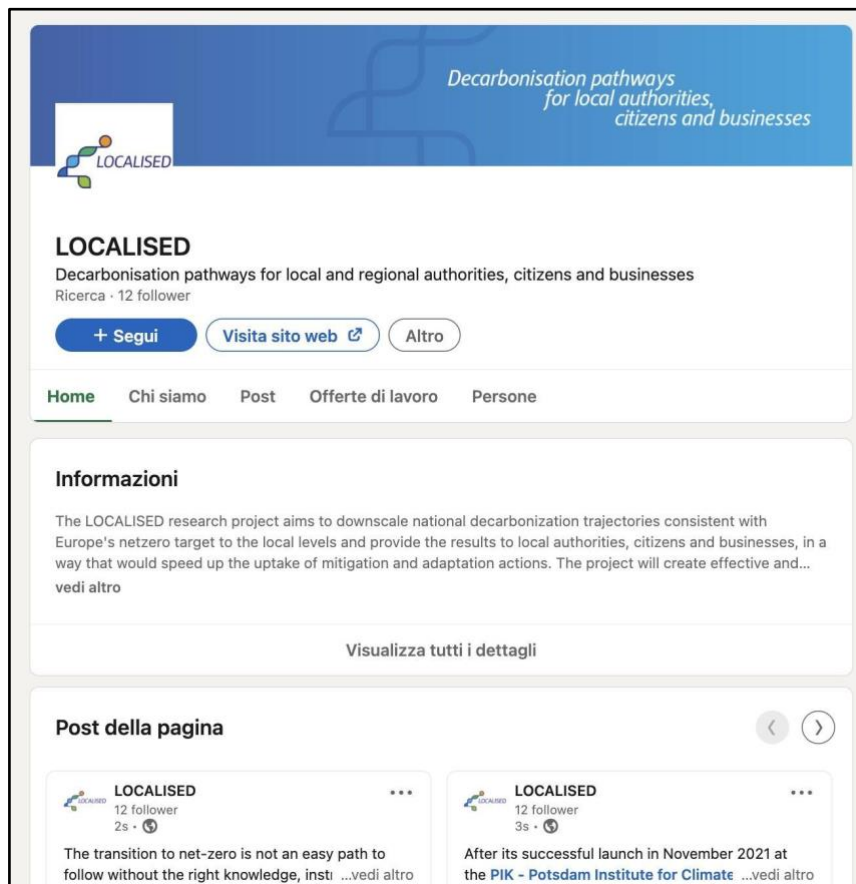 Decarbonisation pathways
for local authorities,
citizens and businesses
LOCALISED
LOCALISED
Decarbonisation pathways for local and regional authorities, citizens and businesses
Ricerca · 12 follower
+ Segui
Visita sito web
Altro
Home Chi siamo Post Offerte di lavoro Persone
Informazioni
The LOCALISED research project aims to downscale national decarbonization trajectories consistent with
Europe's netzero target to the local levels and provide the results to local authorities, citizens and businesses, in a
way that would speed up the uptake of mitigation and adaptation actions. The project will create effective and...
vedi altro
Visualizza tutti i dettagli
Post della pagina
LOCALISED
LOCALISED
12 follower
2s ·
The transition to net-zero is not an easy path to
follow without the right knowledge, ...vedi altro
LOCALISED
LOCALISED
12 follower
3s ·
After its successful launch in November 2021 at
the PIK - Potsdam Institute for Climate ...vedi altro